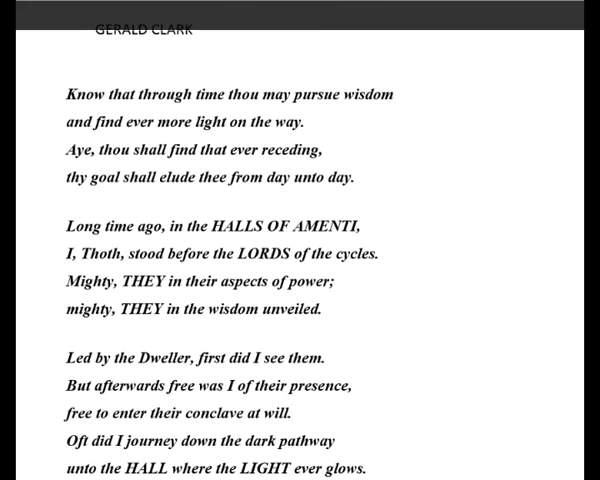 GERALD CLARK
Know that through time thou may pursue wisdom
and find ever more light on the way.
Aye, thou shall find that ever receding,
thy goal shall elude thee from day unto day.
Long time ago, in the HALLS OF AMENTI,
I, Thoth, stood before the LORDS of the cycles.
Mighty, THEY in their aspects of power;
mighty, THEY in the wisdom unveiled.
Led by the Dweller, first did I see them.
But afterwards free was I of their presence,
free to enter their conclave at will.
Oft did I journey down the dark pathway
unto the HALL where the LIGHT ever glows.